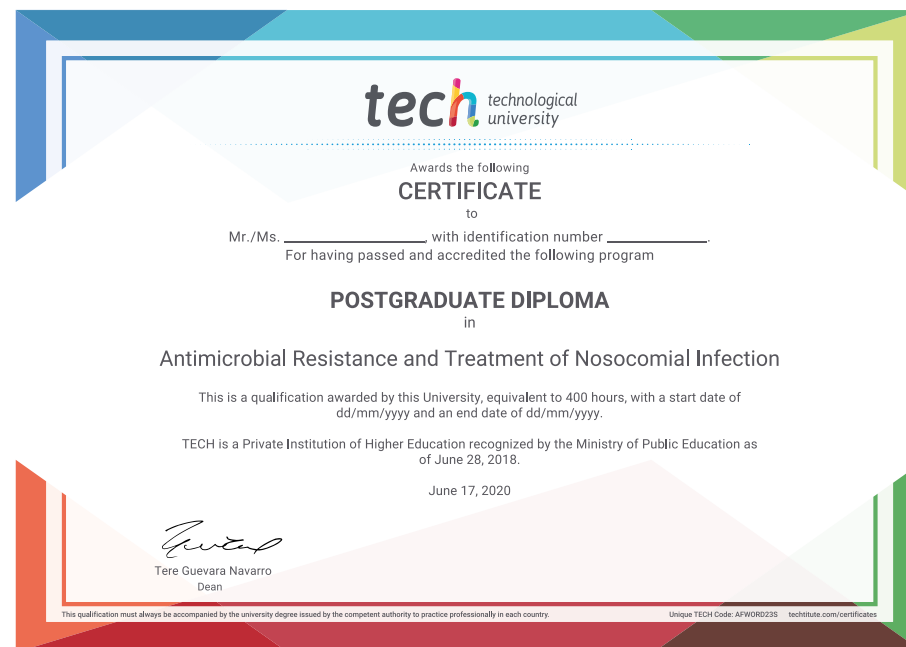 tech technological
university
Awards the following
CERTIFICATE
to
Mr./Ms. ____________, with identification number ____________.
For having passed and accredited the following program
POSTGRADUATE DIPLOMA
in
Antimicrobial Resistance and Treatment of Nosocomial Infection
This is a qualification awarded by this University, equivalent to 400 hours, with a start date of
dd/mm/yyyy and an end date of dd/mm/yyyy.
TECH is a Private Institution of Higher Education recognized by the Ministry of Public Education as
of June 28, 2018.
June 17, 2020
Tere Guevara Navarro
Dean
This qualification must always be accompanied by the university degree issued by the competent authority to practice professionally in each country.
Unique TECH Code: AFWORD23S techtitute.com/certificates